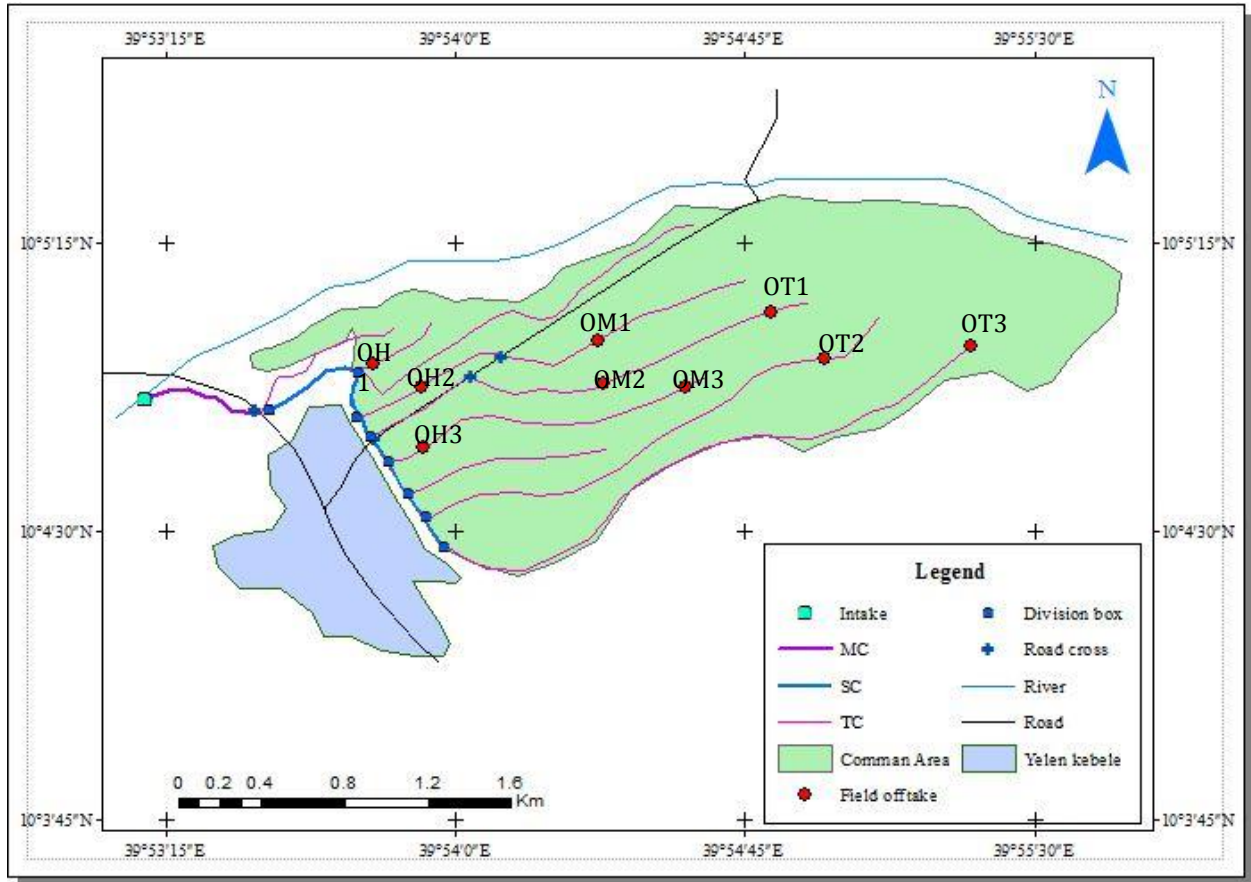 39°53'15"E 39°54'0"E 39°54'45"E 39°55'30"E
N
10°5'15"N 10°5'15"N
OT1
OM1
OT2
OT3
OH
1
OH2.
OM2
OM3
OH3
10°4'30"N 10°4'30"N
Legend
Intake Division box
MC Road cross
SC River
TC Road
Comman Area Yelen kebele
Field offtake
0 0.2 0.4 0.8 1.2 1.6
Km
10°3'45"N 10°3'45"N
39°53'15"E 39°54'0"E 39°54'45"E 39°55'30"E